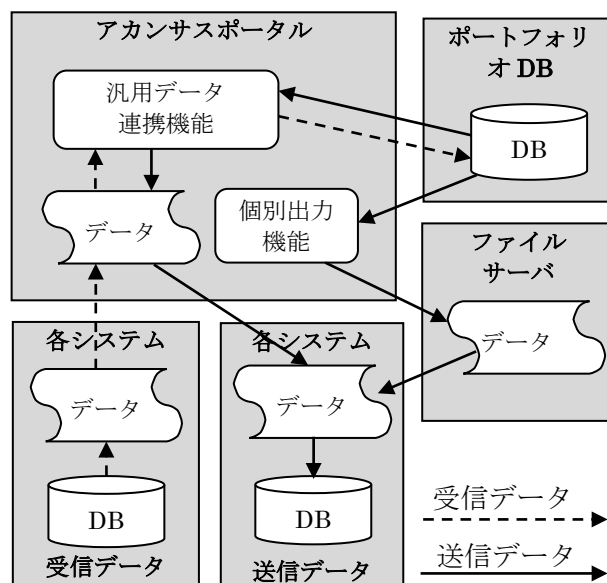 アカンサスポータル
汎用データ
連携機能
データ
個別出力
機能
ポートフォリ
オ DB
DB
ファイル
サーバ
データ
各システム
データ
DB
受信データ
各システム
データ
DB
送信データ
受信データ
送信データ